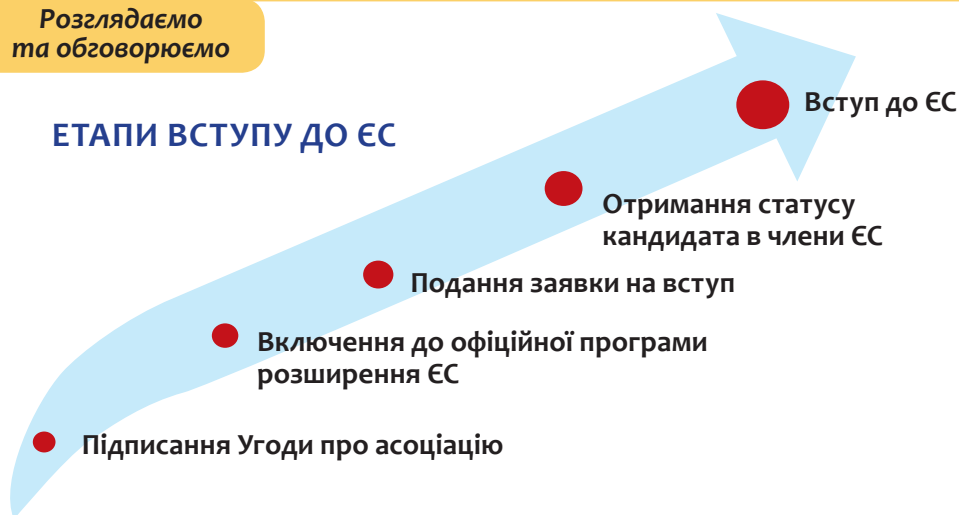 Розглядаємо
та обговорюємо
ЕТАПИ ВСТУПУ ДО ЄС
Вступ до ЄС
Отримання статусу
кандидата в члени ЄС
Подання заявки на вступ
Включення до офіційної програми
розширення ЄС
Підписання Угоди про асоціацію